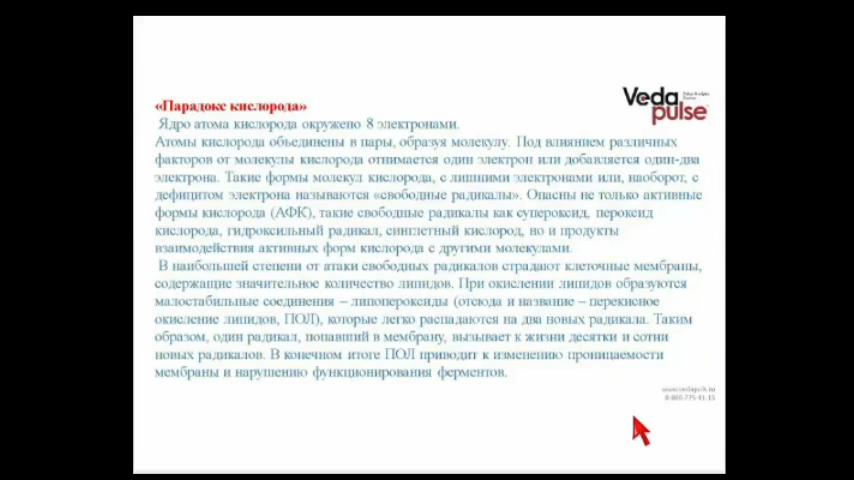 «Парадокс кислорода»
Veda
pulse
Ядро атома кислорода окружено 8 электронами.
Атомы кислорода объединены в пары, образуя молекулу. Под влиянием различных
факторов от молекулы кислорода отнимается один электрон или добавляется один-два
электрона. Такие формы молекул кислорода, с лишними электронами или, наоборот, с
дефицитом электрона называются «свободные радикалы». Опасны не только активные
формы кислорода (АФК), такие свободные радикалы как супероксид, пероксид
кислорода, гидроксильный радикал, синглетный кислород, но и продукты
взаимодействия активных форм кислорода с другими молекулами.
В наибольшей степени от атаки свободных радикалов страдают клеточные мембраны,
содержащие значительное количество липидов. При окислении липидов образуются
малостабильные соединения – липопероксиды (отсюда и название – перекисное
окисление липидов, ПОЛ), которые легко распадаются на два новых радикала. Таким
образом, один радикал, попавший в мембрану, вызывает к жизни десятки и сотни
новых радикалов. В конечном итоге ПОЛ приводит к изменению проницаемости
мембраны и нарушению функционирования ферментов.